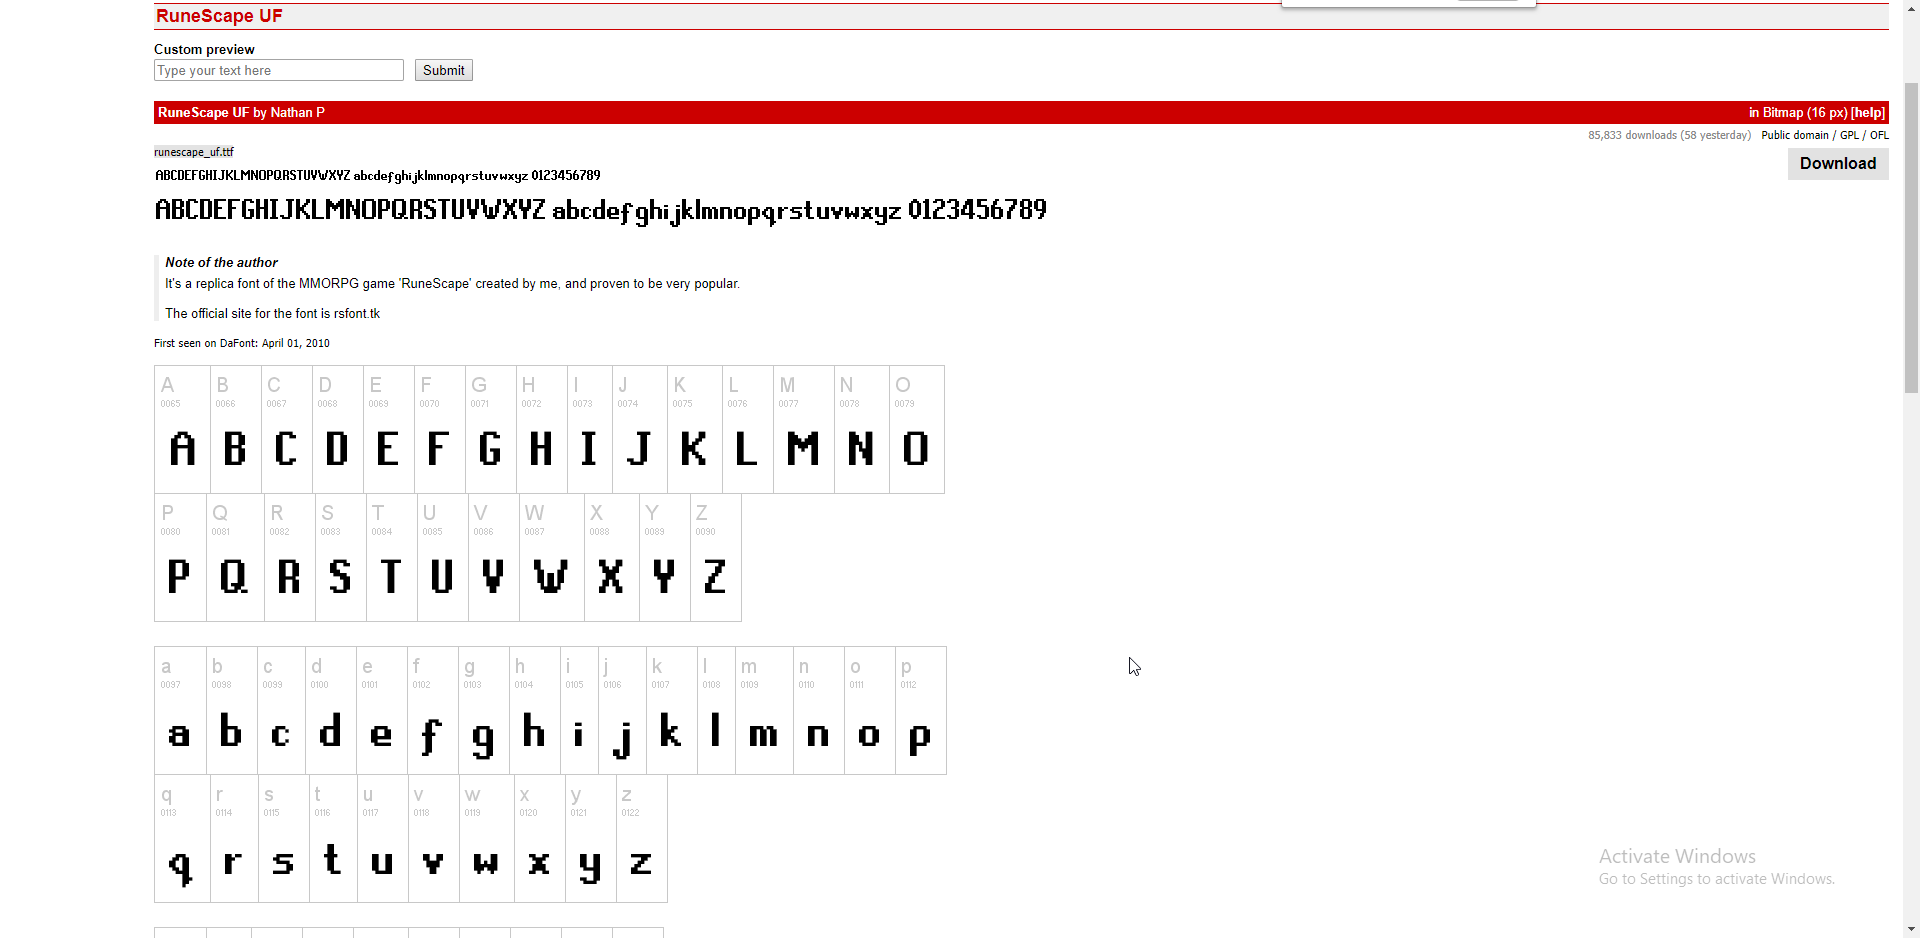 RuneScape UF
Custom preview
Type your text here Submit
RuneScape UF by Nathan P in Bitmap (16 px) [help]
85,833 downloads (58 yesterday) Public domain / GPL / OFL
runescape_uf.ttf Download
ABCDEFGHIJKLMNOPQRSTUVWXYZ abcdefghijklmnopqrstuvwxyz 0123456789
ABCDEFGHIJKLMNOPQRSTUVWXYZ abcdefghijklmnopqrstuvwxyz 0123456789
Note of the author
It's a replica font of the MMORPG game 'RuneScape' created by me, and proven to be very popular.
The official site for the font is rsfont.tk
First seen on DaFont: April 01, 2010
A B C D E F G H I J K L M N O
0065 0066 0067 0068 0069 0070 0071 0072 0073 0074 0075 0076 0077 0078 0079
A B C D E F G H I J K L M N O
P Q R S T U V W X Y Z
0080 0081 0082 0083 0084 0085 0086 0087 0088 0089 0090
P Q R S T U V W X Y Z
a b c d e f g h i j k l m n o p
0097 0098 0099 0100 0101 0102 0103 0104 0105 0106 0107 0108 0109 0110 0111 0112
a b c d e f g h i j k l m n o p
q r s t u v w x y z
0113 0114 0115 0116 0117 0118 0119 0120 0121 0122
q r s t u v w x y z
Activate Windows
Go to Settings to activate Windows.